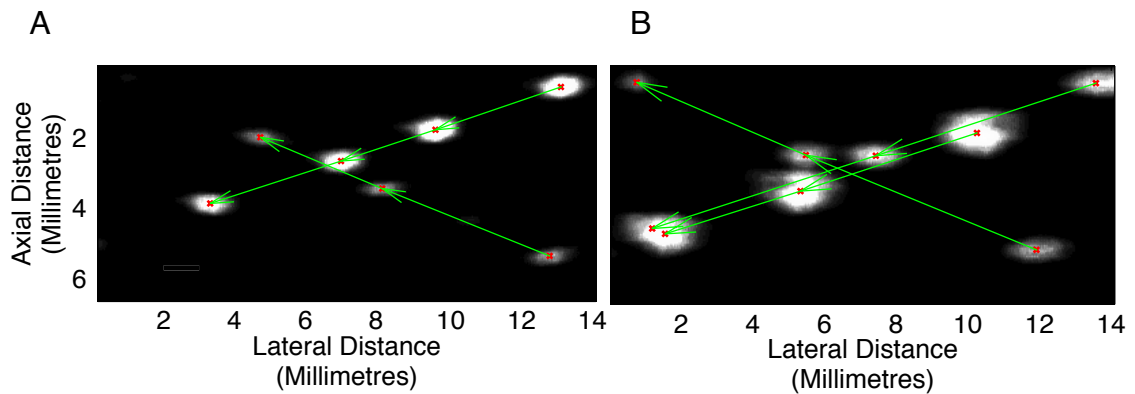 A
B
Axial Distance
(Millimetres)
2
4
6
2 4 6 8 10 12 14
Lateral Distance
(Millimetres)
2 4 6 8 10 12 14
Lateral Distance
(Millimetres)